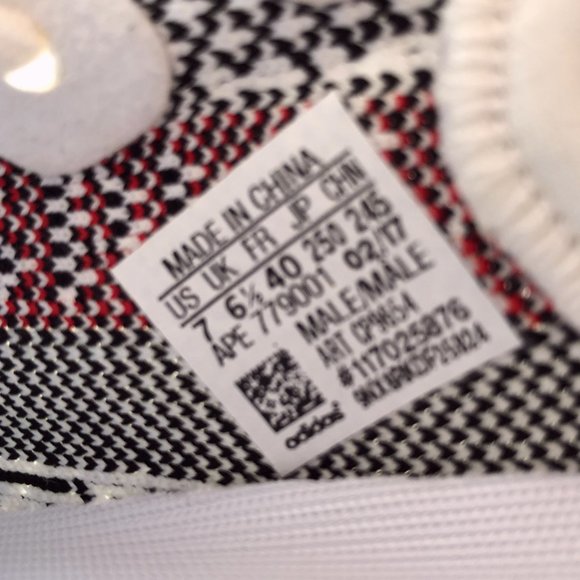 MADE IN CHINA
US UK FR JP CHN
7 6½ 40 250 245
APE 779001 02/17
MALE/MÂLE
ART CP9654
#117025876
adidas